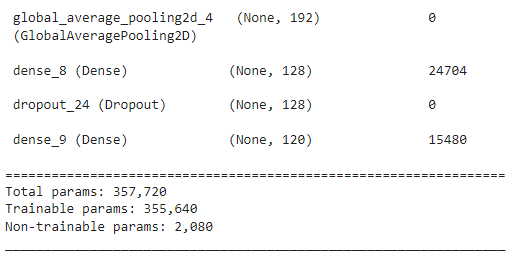 global_average_pooling2d_4 (None, 192) 0
(GlobalAveragePooling2D)
dense_8 (Dense) (None, 128) 24704
dropout_24 (Dropout) (None, 128) 0
dense_9 (Dense) (None, 120) 15480
=================================================================
Total params: 357,720
Trainable params: 355,640
Non-trainable params: 2,080
_________________________________________________________________